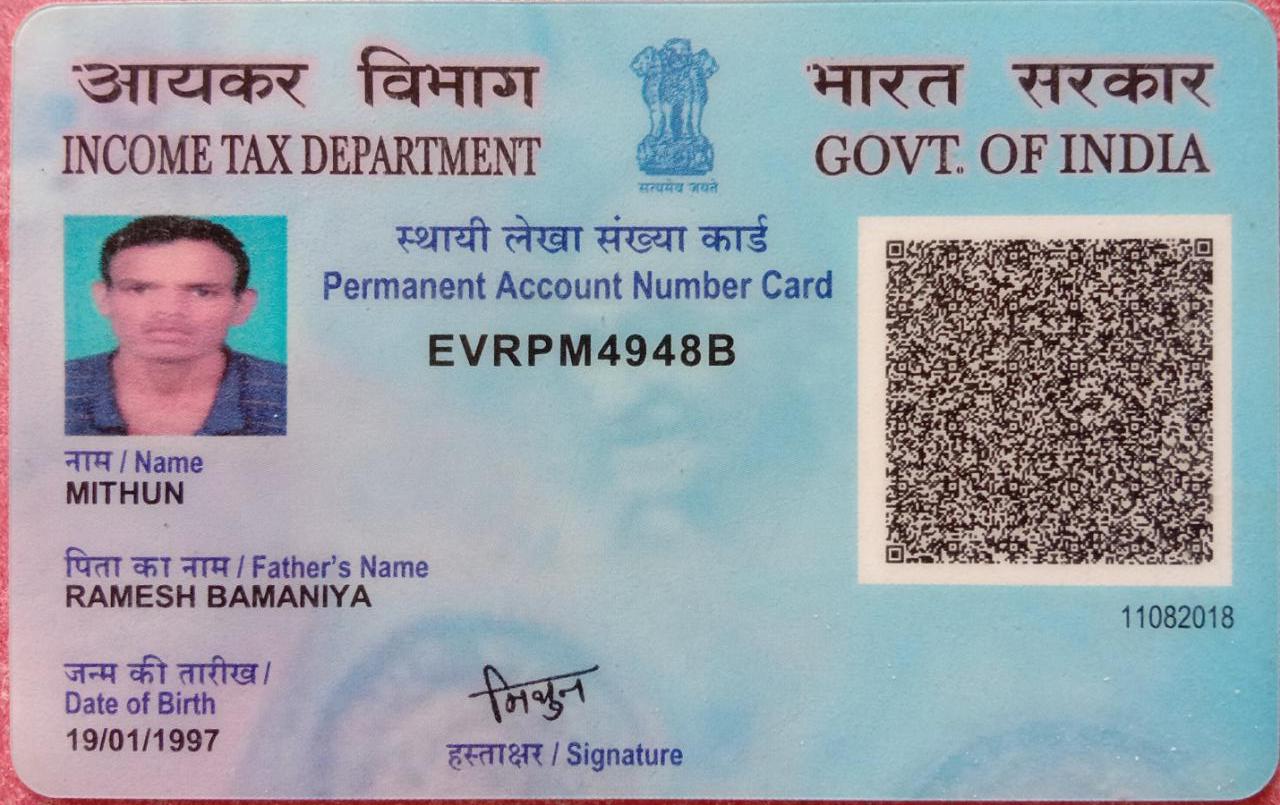 आयकर विभाग
INCOME TAX DEPARTMENT
भारत सरकार
GOVT. OF INDIA
सत्यमेव जयते
स्थायी लेखा संख्या कार्ड
Permanent Account Number Card
EVRPM4948B
नाम / Name
MITHUN
पिता का नाम / Father's Name
RAMESH BAMANIYA
11082018
जन्म की तारीख /
Date of Birth
19/01/1997
मिथुन
हस्ताक्षर / Signature